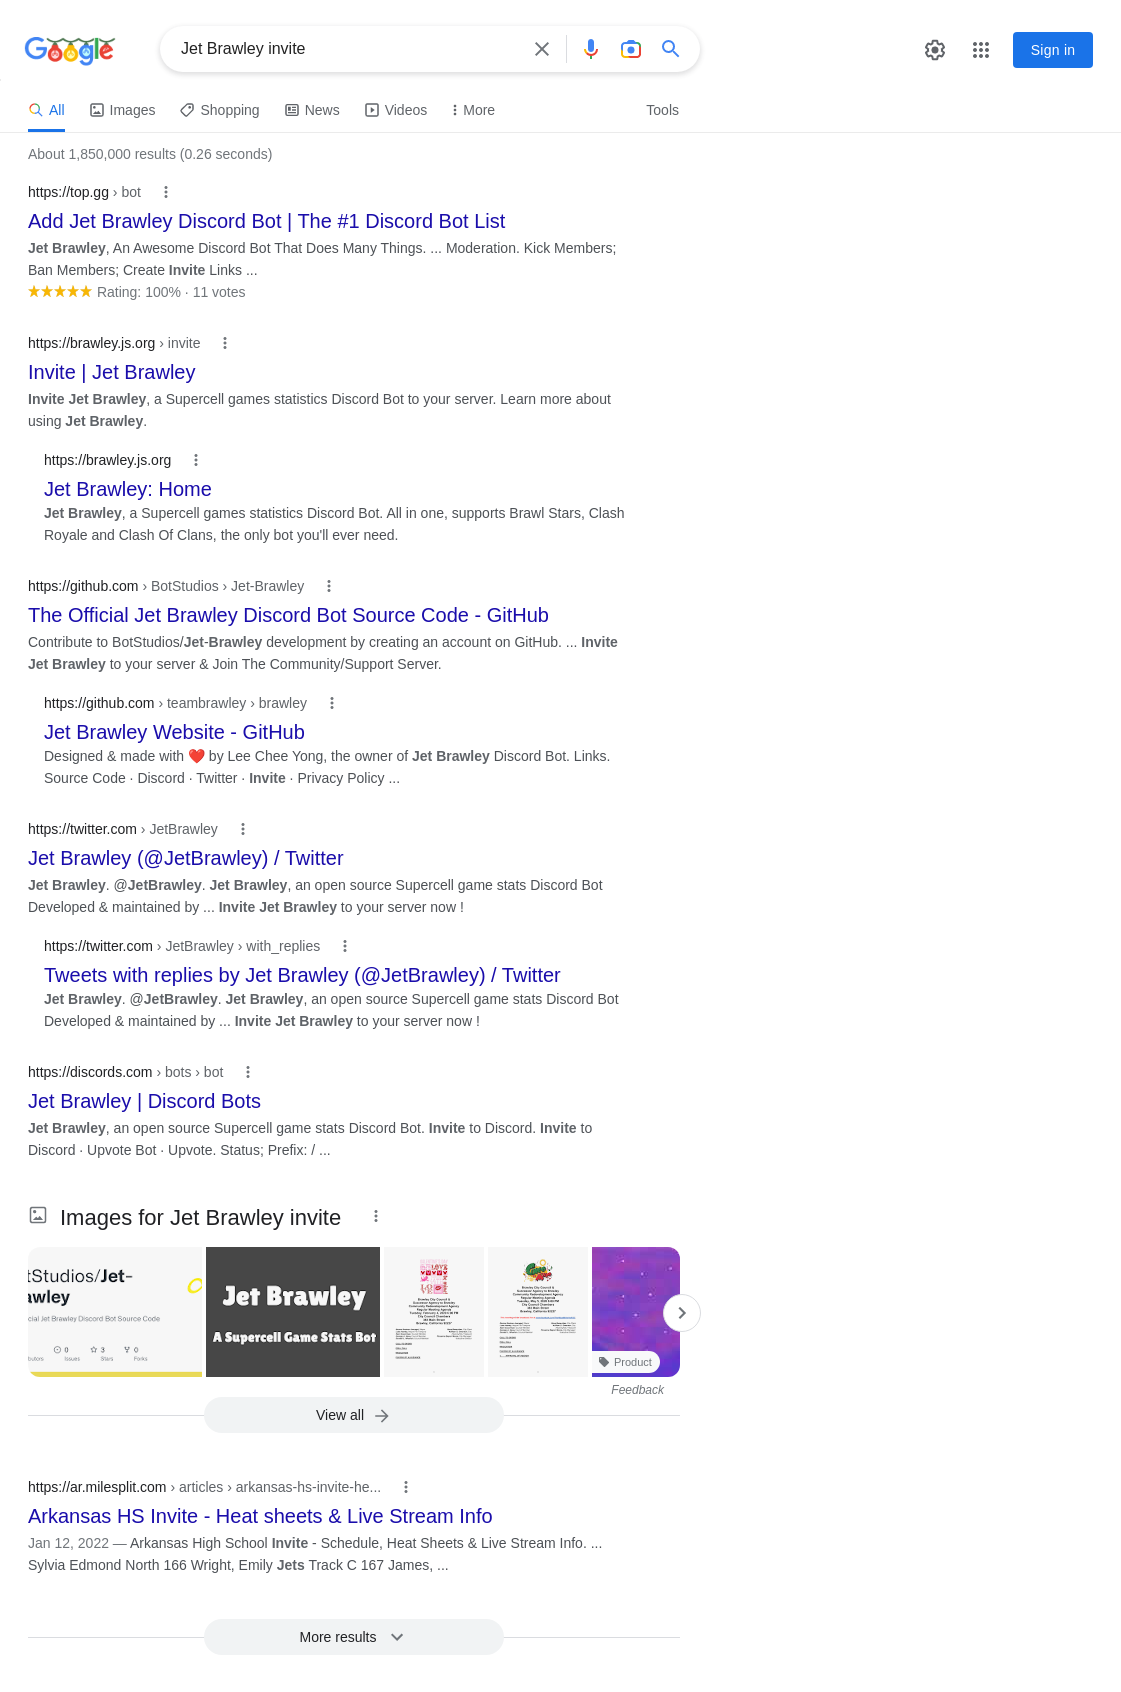 Google
Jet Brawley invite
Sign in
All
Images
Shopping
News
Videos
More
Tools
About 1,850,000 results (0.26 seconds)
https://top.gg › bot
Add Jet Brawley Discord Bot | The #1 Discord Bot List
Jet Brawley, An Awesome Discord Bot That Does Many Things. ... Moderation. Kick Members;
Ban Members; Create Invite Links ...
Rating: 100% · 11 votes
https://brawley.js.org › invite
Invite | Jet Brawley
Invite Jet Brawley, a Supercell games statistics Discord Bot to your server. Learn more about
using Jet Brawley.
https://brawley.js.org
Jet Brawley: Home
Jet Brawley, a Supercell games statistics Discord Bot. All in one, supports Brawl Stars, Clash
Royale and Clash Of Clans, the only bot you'll ever need.
https://github.com › BotStudios › Jet-Brawley
The Official Jet Brawley Discord Bot Source Code - GitHub
Contribute to BotStudios/Jet-Brawley development by creating an account on GitHub. ... Invite
Jet Brawley to your server & Join The Community/Support Server.
https://github.com › teambrawley › brawley
Jet Brawley Website - GitHub
Designed & made with ❤️ by Lee Chee Yong, the owner of Jet Brawley Discord Bot. Links.
Source Code · Discord · Twitter · Invite · Privacy Policy ...
https://twitter.com › JetBrawley
Jet Brawley (@JetBrawley) / Twitter
Jet Brawley. @JetBrawley. Jet Brawley, an open source Supercell game stats Discord Bot
Developed & maintained by ... Invite Jet Brawley to your server now !
https://twitter.com › JetBrawley › with_replies
Tweets with replies by Jet Brawley (@JetBrawley) / Twitter
Jet Brawley. @JetBrawley. Jet Brawley, an open source Supercell game stats Discord Bot
Developed & maintained by ... Invite Jet Brawley to your server now !
https://discords.com › bots › bot
Jet Brawley | Discord Bots
Jet Brawley, an open source Supercell game stats Discord Bot. Invite to Discord. Invite to
Discord · Upvote Bot · Upvote. Status; Prefix: / ...
Images for Jet Brawley invite
tStudios/Jet-
awley
cial Jet Brawley Discord Bot Source Code
0
3
0
butors
Issues
Stars
Forks
Jet Brawley
A Supercell Game Stats Bot
Product
Feedback
View all
https://ar.milesplit.com › articles › arkansas-hs-invite-he...
Arkansas HS Invite - Heat sheets & Live Stream Info
Jan 12, 2022 — Arkansas High School Invite - Schedule, Heat Sheets & Live Stream Info. ...
Sylvia Edmond North 166 Wright, Emily Jets Track C 167 James, ...
More results